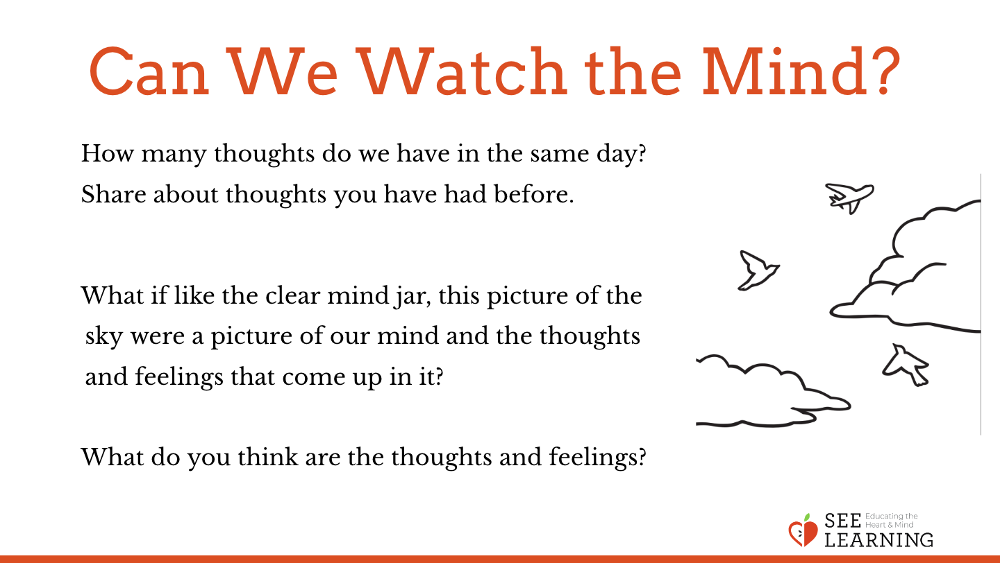 Can We Watch the Mind?
How many thoughts do we have in the same day?
Share about thoughts you have had before.
What if like the clear mind jar, this picture of the
sky were a picture of our mind and the thoughts
and feelings that come up in it?
What do you think are the thoughts and feelings?
SEE Educating the
Heart & Mind
LEARNING